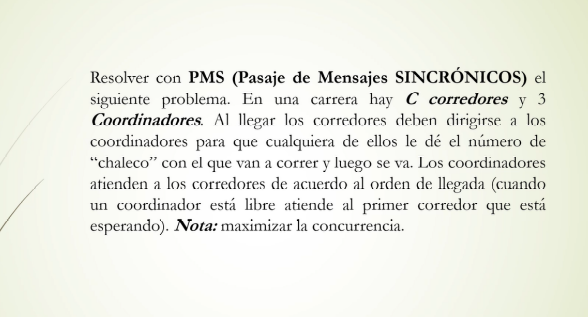 Resolver con PMS (Pasaje de Mensajes SINCRÓNICOS) el
siguiente problema. En una carrera hay C corredores y 3
Coordinadores. Al llegar los corredores deben dirigirse a los
coordinadores para que cualquiera de ellos le dé el número de
“chaleco” con el que van a correr y luego se va. Los coordinadores
atienden a los corredores de acuerdo al orden de llegada (cuando
un coordinador está libre atiende al primer corredor que está
esperando). Nota: maximizar la concurrencia.